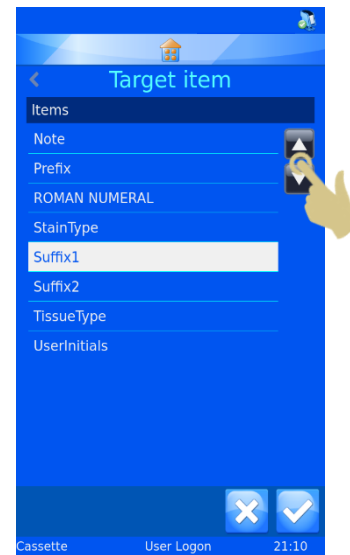 Target item
Items
Note
Prefix
ROMAN NUMERAL
StainType
Suffix1
Suffix2
TissueType
UserInitials
Cassette User Logon 21:10